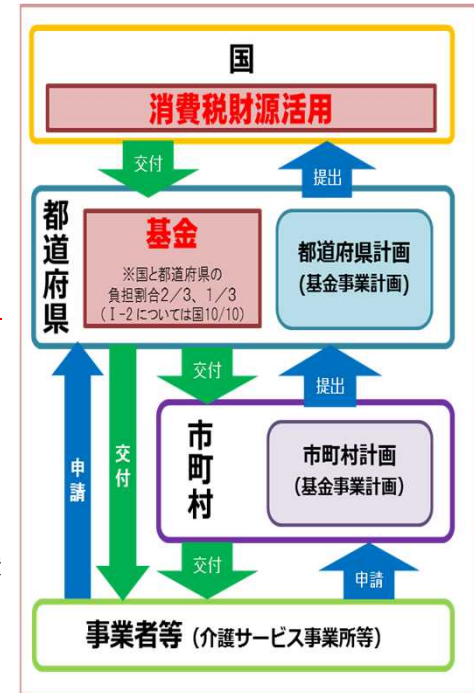 国
消費税財源活用
交付
提出
都道府県
基金
※国と都道府県の
負担割合2/3、1/3
(Ⅰ-2については国10/10)
都道府県計画
(基金事業計画)
交付
提出
申請
交付
市町村
市町村計画
(基金事業計画)
交付
申請
事業者等 (介護サービス事業所等)